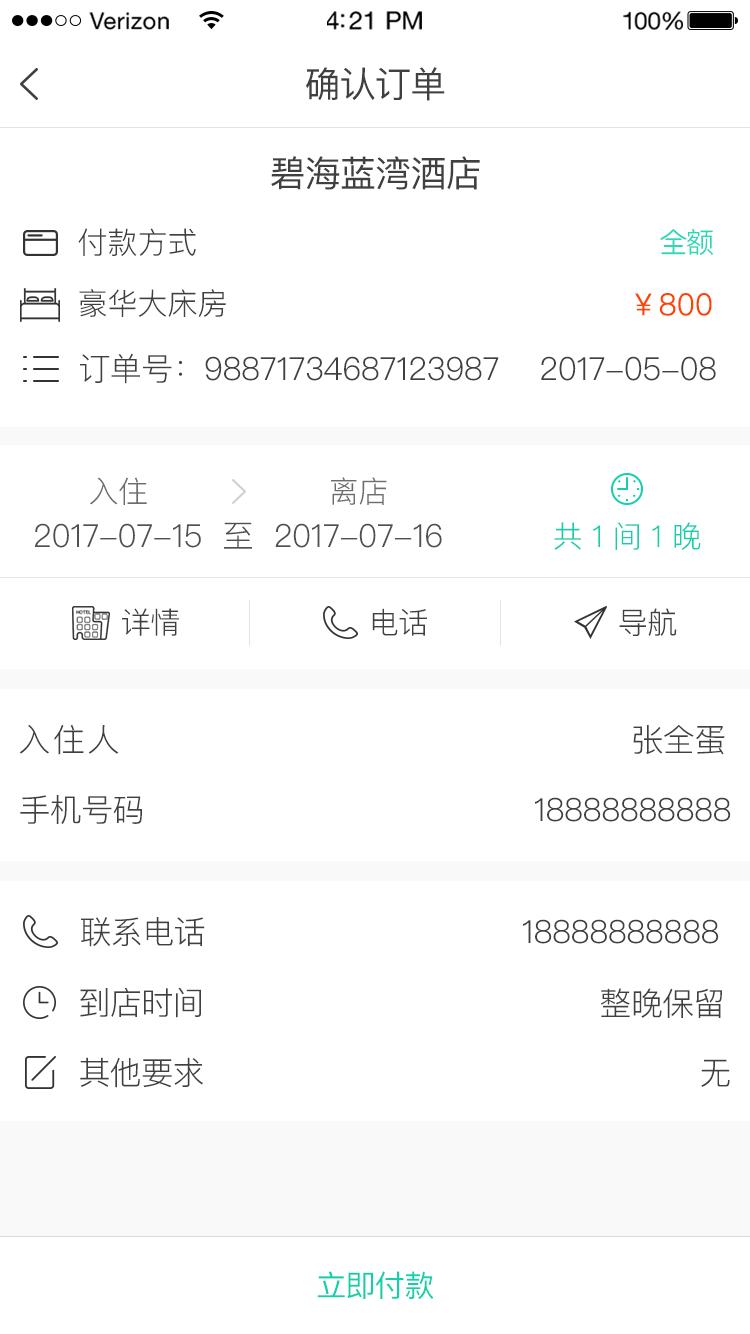 Verizon 4:21 PM 100%
确认订单
碧海蓝湾酒店
付款方式 全额
豪华大床房 ￥800
订单号：98871734687123987 2017-05-08
入住 离店
2017-07-15 至 2017-07-16 共 1 间 1 晚
HOTEL 详情 电话 导航
入住人 张全蛋
手机号码 18888888888
联系电话 18888888888
到店时间 整晚保留
其他要求 无
立即付款